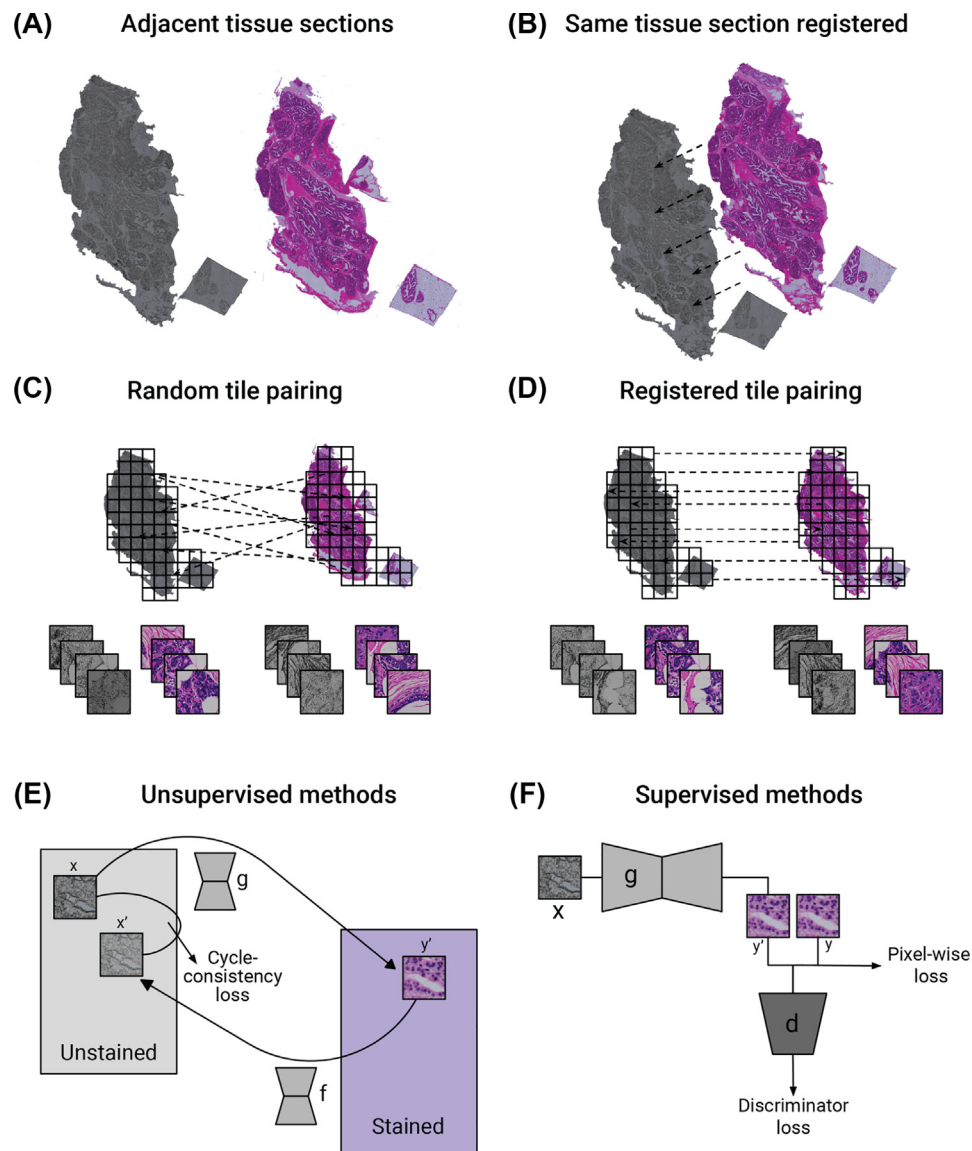 (A) Adjacent tissue sections
(B) Same tissue section registered
(C) Random tile pairing
(D) Registered tile pairing
(E) Unsupervised methods
x
g
x'
y'
Cycle-
consistency
loss
Unstained
f
Stained
(F) Supervised methods
g
x
y'
y
Pixel-wise
loss
d
Discriminator
loss